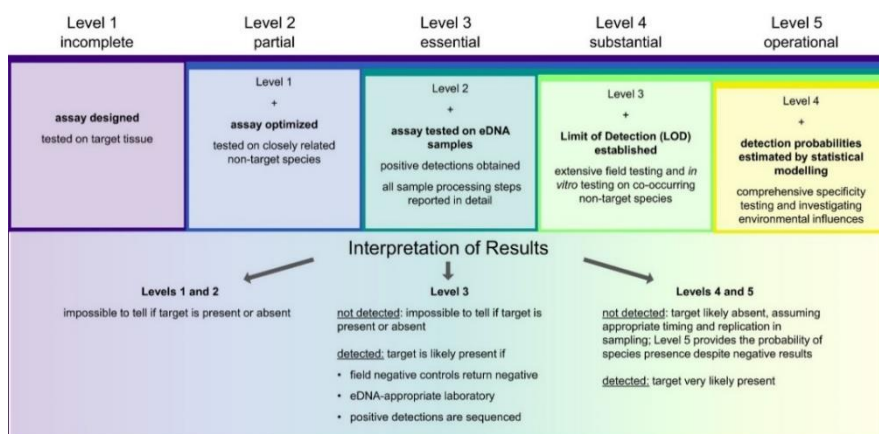 Level 1
incomplete
Level 2
partial
Level 3
essential
Level 4
substantial
Level 5
operational
assay designed
tested on target tissue
Level 1
+
assay optimized
tested on closely related
non-target species
Level 2
+
assay tested on eDNA
samples
positive detections obtained
all sample processing steps
reported in detail
Level 3
+
Limit of Detection (LOD)
established
extensive field testing and in
vitro testing on co-occurring
non-target species
Level 4
+
detection probabilities
estimated by statistical
modelling
comprehensive specificity
testing and investigating
environmental influences
Interpretation of Results
Levels 1 and 2
impossible to tell if target is present or absent
Level 3
not detected: impossible to tell if target is
present or absent
detected: target is likely present if
• field negative controls return negative
• eDNA-appropriate laboratory
• positive detections are sequenced
Levels 4 and 5
not detected: target likely absent, assuming
appropriate timing and replication in
sampling; Level 5 provides the probability of
species presence despite negative results
detected: target very likely present